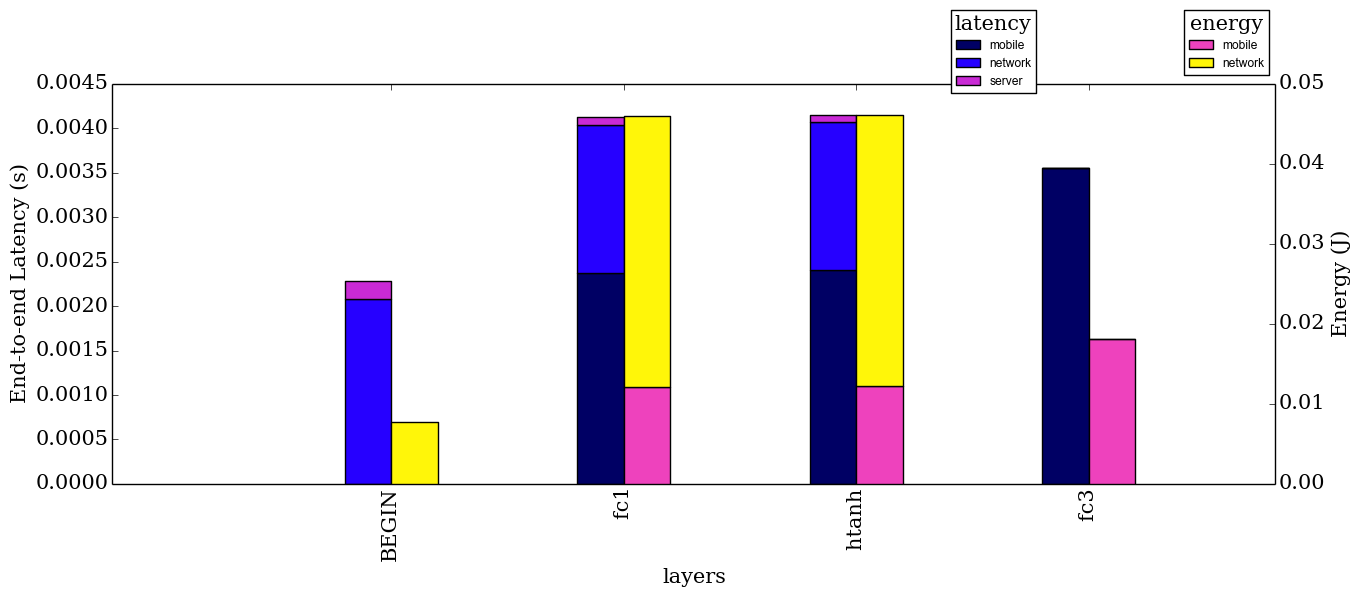 latency
mobile
network
server
energy
mobile
network
0.0045
0.0040
0.0035
0.0030
0.0025
0.0020
0.0015
0.0010
0.0005
0.0000
End-to-end Latency (s)
0.05
0.04
0.03
0.02
0.01
0.00
Energy (J)
BEGIN
fc1
htanh
fc3
layers